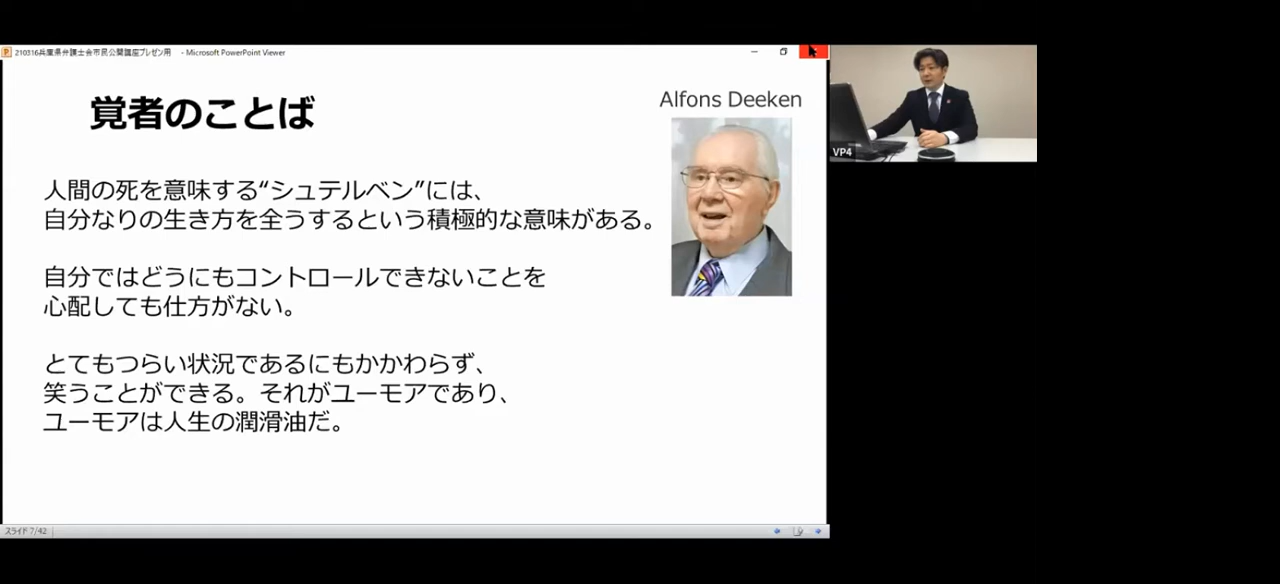 210316兵庫県弁護士会市民公開講座プレゼン用 - Microsoft PowerPoint Viewer
覚者のことば
Alfons Deeken
VP4
人間の死を意味する“シュテルベン”には、
自分なりの生き方を全うするという積極的な意味がある。
自分ではどうにもコントロールできないことを
心配しても仕方がない。
とてもつらい状況であるにもかかわらず、
笑うことができる。それがユーモアであり、
ユーモアは人生の潤滑油だ。
スライド 7/42